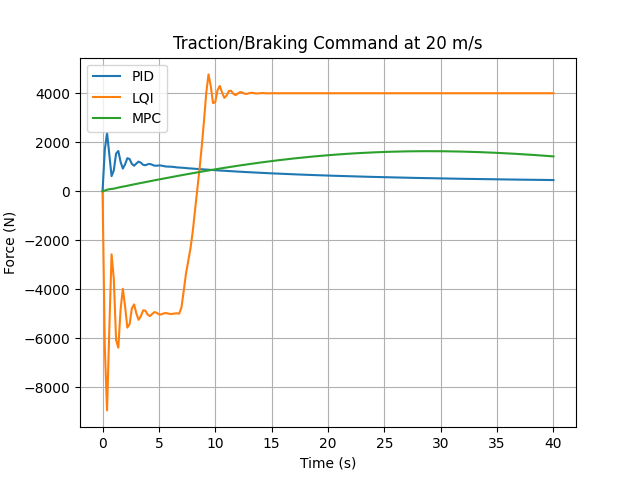 Traction/Braking Command at 20 m/s
PID
LQI
MPC
4000
2000
0
−2000
−4000
−6000
−8000
Force (N)
0 5 10 15 20 25 30 35 40
Time (s)